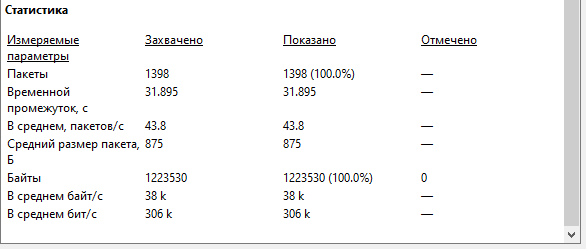 Статистика
Измеряемые параметры Захвачено Показано Отмечено
Пакеты 1398 1398 (100.0%) —
Временной промежуток, с 31.895 31.895 —
В среднем, пакетов/с 43.8 43.8 —
Средний размер пакета, Б 875 875 —
Байты 1223530 1223530 (100.0%) 0
В среднем байт/с 38 k 38 k —
В среднем бит/с 306 k 306 k —